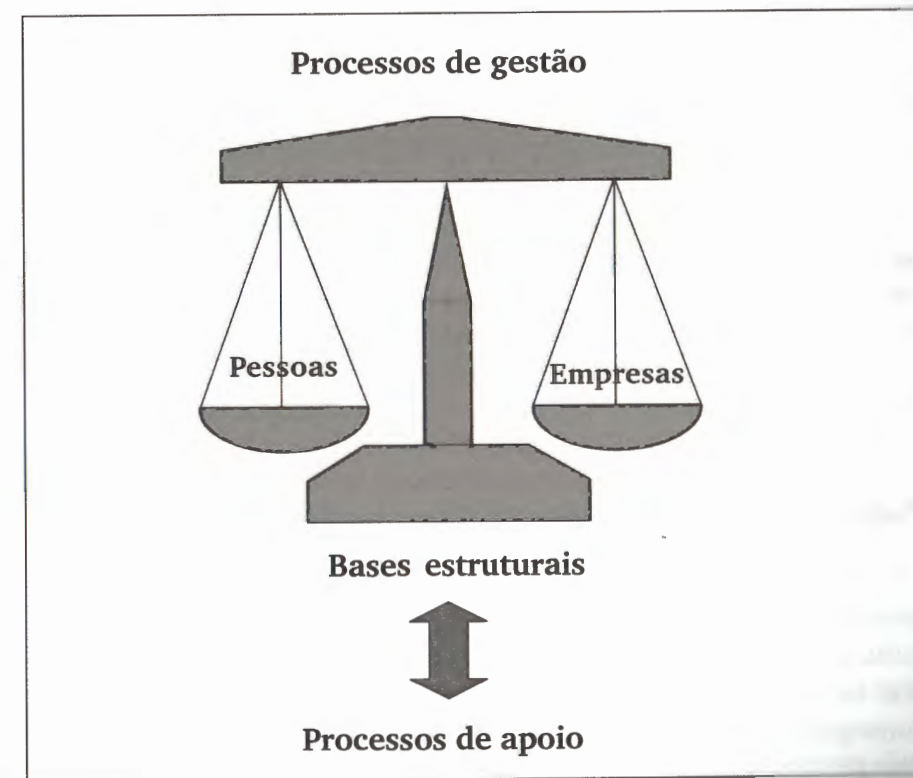 Processos de gestão
Pessoas
Empresas
Bases estruturais
Processos de apoio